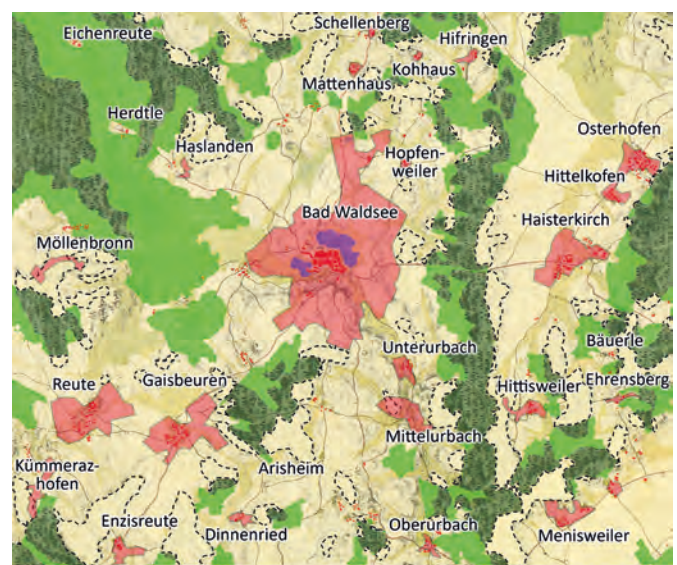 Schellenberg
Eichenreute
Hifringen
Kohhaus
Mattenhaus
Herdtle
Osterhofen
Haslanden
Hopfen-
weiler
Hittelkofen
Bad Waldsee
Haisterkirch
Möllenbronn
Bäuerle
Unterurbach
Reute
Gaisbeuren
Hittisweiler
Ehrensberg
Mittelurbach
Kümmeraz-
hofen
Arisheim
Enzisreute
Dinnenried
Oberurbach
Menisweiler